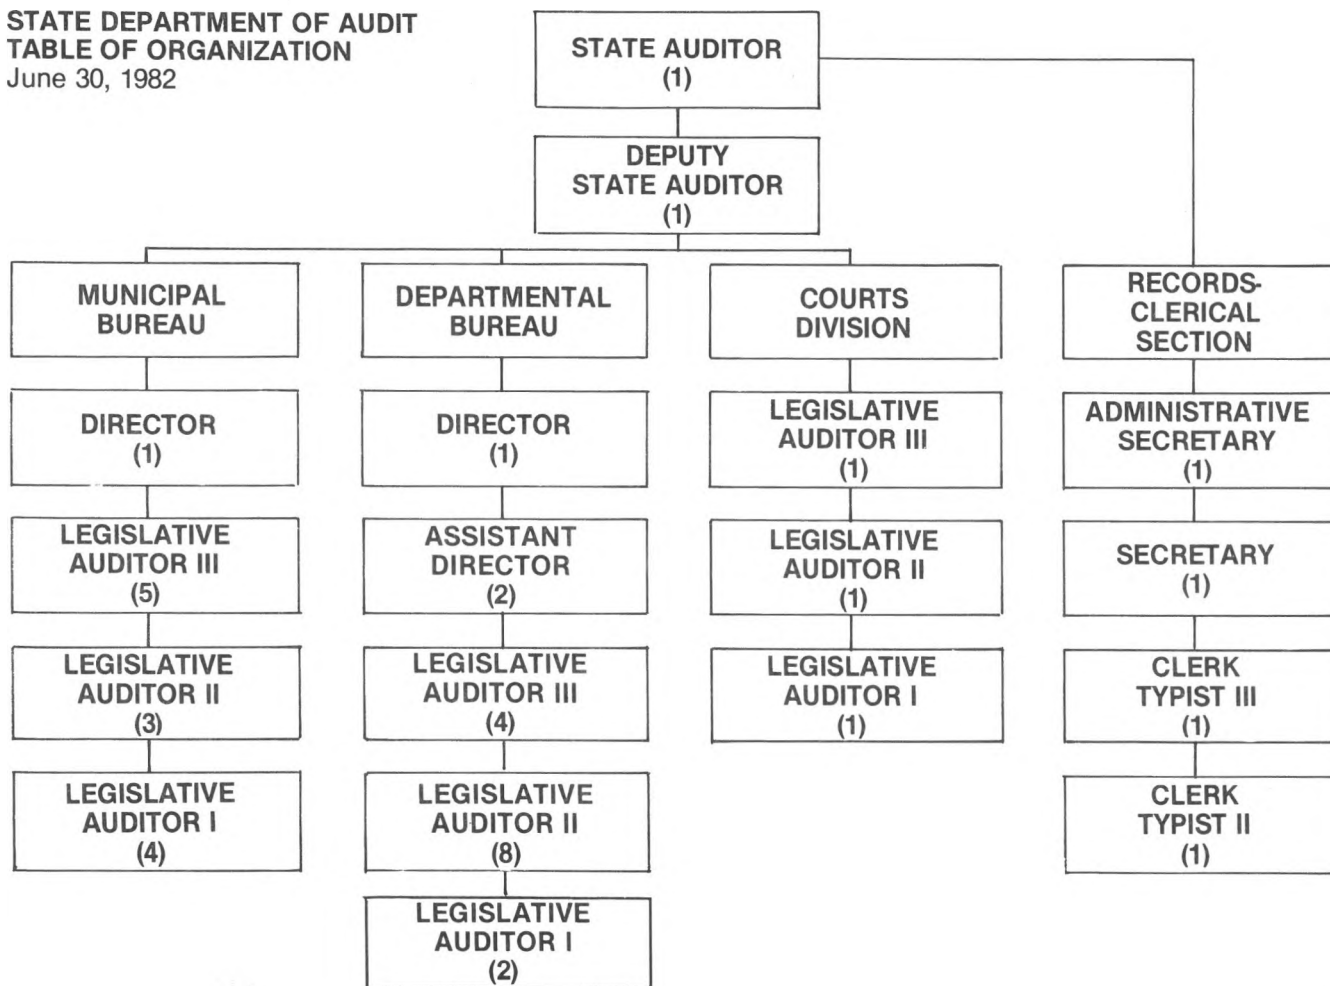 STATE DEPARTMENT OF AUDIT
TABLE OF ORGANIZATION
June 30, 1982
STATE AUDITOR
(1)
DEPUTY
STATE AUDITOR
(1)
MUNICIPAL
BUREAU
DIRECTOR
(1)
LEGISLATIVE
AUDITOR III
(5)
LEGISLATIVE
AUDITOR II
(3)
LEGISLATIVE
AUDITOR I
(4)
DEPARTMENTAL
BUREAU
DIRECTOR
(1)
ASSISTANT
DIRECTOR
(2)
LEGISLATIVE
AUDITOR III
(4)
LEGISLATIVE
AUDITOR II
(8)
LEGISLATIVE
AUDITOR I
(2)
COURTS
DIVISION
LEGISLATIVE
AUDITOR III
(1)
LEGISLATIVE
AUDITOR II
(1)
LEGISLATIVE
AUDITOR I
(1)
RECORDS-
CLERICAL
SECTION
ADMINISTRATIVE
SECRETARY
(1)
SECRETARY
(1)
CLERK
TYPIST III
(1)
CLERK
TYPIST II
(1)